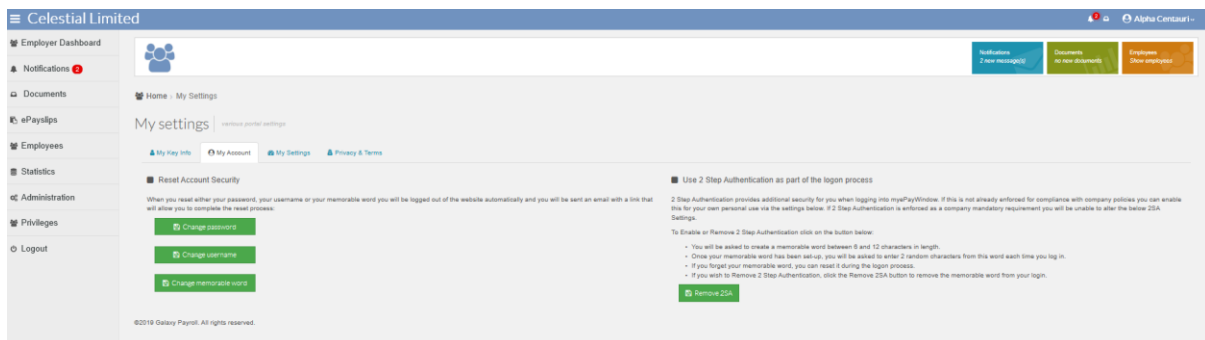 Celestial Limited
2
Alpha Centauri
Employer Dashboard
Notifications 2
Documents
ePayslips
Employees
Statistics
Administration
Privileges
Logout
Notifications
2 new message(s)
Documents
no new documents
Employees
Show employees
Home › My Settings
My settings
various portal settings
My Key Info
My Account
My Settings
Privacy & Terms
Reset Account Security
When you reset either your password, your username or your memorable word you will be logged out of the website automatically and you will be sent an email with a link that
will allow you to complete the reset process:
Change password
Change username
Change memorable word
Use 2 Step Authentication as part of the logon process
2 Step Authentication provides additional security for you when logging into myePayWindow. If this is not already enforced for compliance with company policies you can enable
this for your own personal use via the settings below. If 2 Step Authentication is enforced as a company mandatory requirement you will be unable to alter the below 2SA
Settings.
To Enable or Remove 2 Step Authentication click on the button below:
• You will be asked to create a memorable word between 6 and 12 characters in length.
• Once your memorable word has been set-up, you will be asked to enter 2 random characters from this word each time you log in.
• If you forget your memorable word, you can reset it during the logon process.
• If you wish to Remove 2 Step Authentication, click the Remove 2SA button to remove the memorable word from your login.
Remove 2SA
©2019 Galaxy Payroll. All rights reserved.